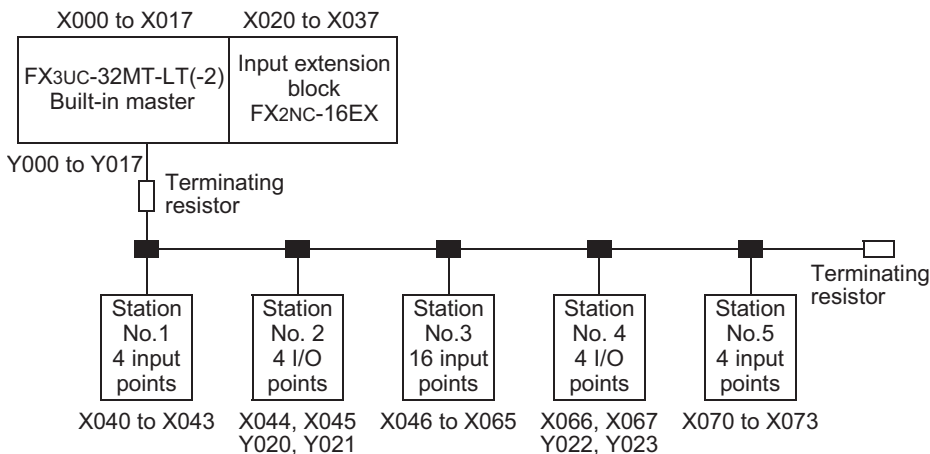 X000 to X017
X020 to X037
FX3UC-32MT-LT(-2)
Built-in master
Input extension
block
FX2NC-16EX
Y000 to Y017
Terminating
resistor
Terminating
resistor
Station
No.1
4 input
points
Station
No. 2
4 I/O
points
Station
No.3
16 input
points
Station
No. 4
4 I/O
points
Station
No.5
4 input
points
X040 to X043
X044, X045
Y020, Y021
X046 to X065
X066, X067
Y022, Y023
X070 to X073